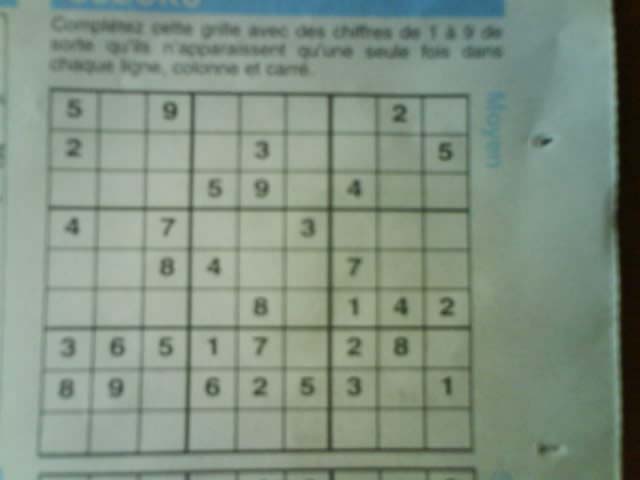 SUDOKU
Complétez cette grille avec des chiffres de 1 à 9 de
sorte qu'ils n'apparaissent qu'une seule fois dans
chaque ligne, colonne et carré.
Moyen
5 9 2
2 3 5
5 9 4
4 7 3
8 4 7
8 1 4 2
3 6 5 1 7 2 8
8 9 6 2 5 3 1